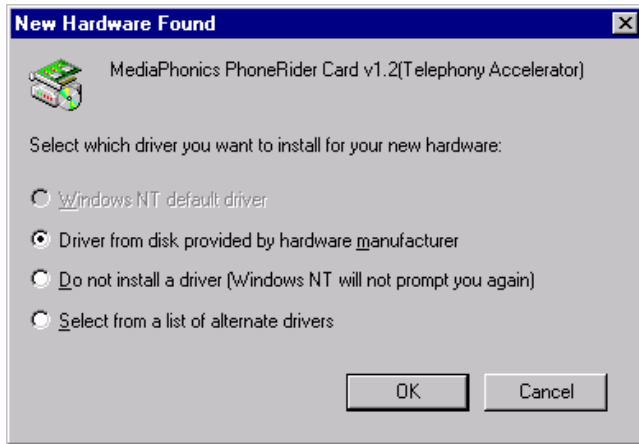 New Hardware Found
MediaPhonics PhoneRider Card v1.2(Telephony Accelerator)
Select which driver you want to install for your new hardware:
Windows NT default driver
Driver from disk provided by hardware manufacturer
Do not install a driver (Windows NT will not prompt you again)
Select from a list of alternate drivers
OK Cancel